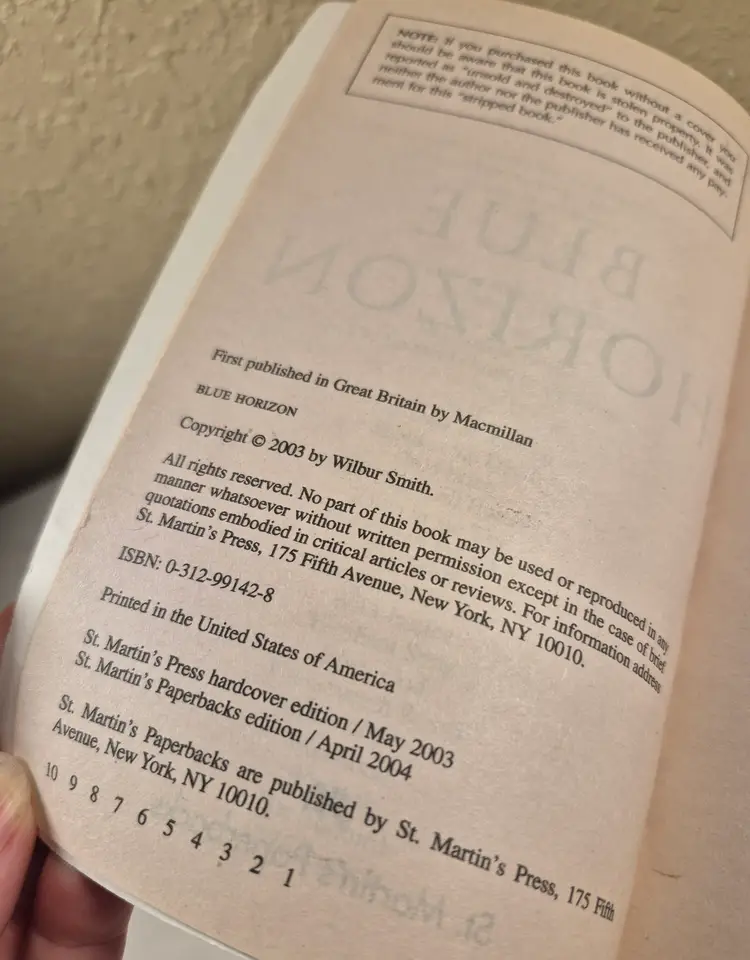 NOTE: If you purchased this book without a cover you
should be aware that this book is stolen property. It was
reported as "unsold and destroyed" to the publisher, and
neither the author nor the publisher has received any pay-
ment for this "stripped book."
BLUE
HORIZON
First published in Great Britain by Macmillan
BLUE HORIZON
Copyright © 2003 by Wilbur Smith.
All rights reserved. No part of this book may be used or reproduced in any
manner whatsoever without written permission except in the case of brief
quotations embodied in critical articles or reviews. For information address
St. Martin's Press, 175 Fifth Avenue, New York, NY 10010.
ISBN: 0-312-99142-8
Printed in the United States of America
St. Martin's Press hardcover edition / May 2003
St. Martin's Paperbacks edition / April 2004
St. Martin's Paperbacks are published by St. Martin's Press, 175 Fifth
Avenue, New York, NY 10010.
10 9 8 7 6 5 4 3 2 1
St. Martin's Paperbacks